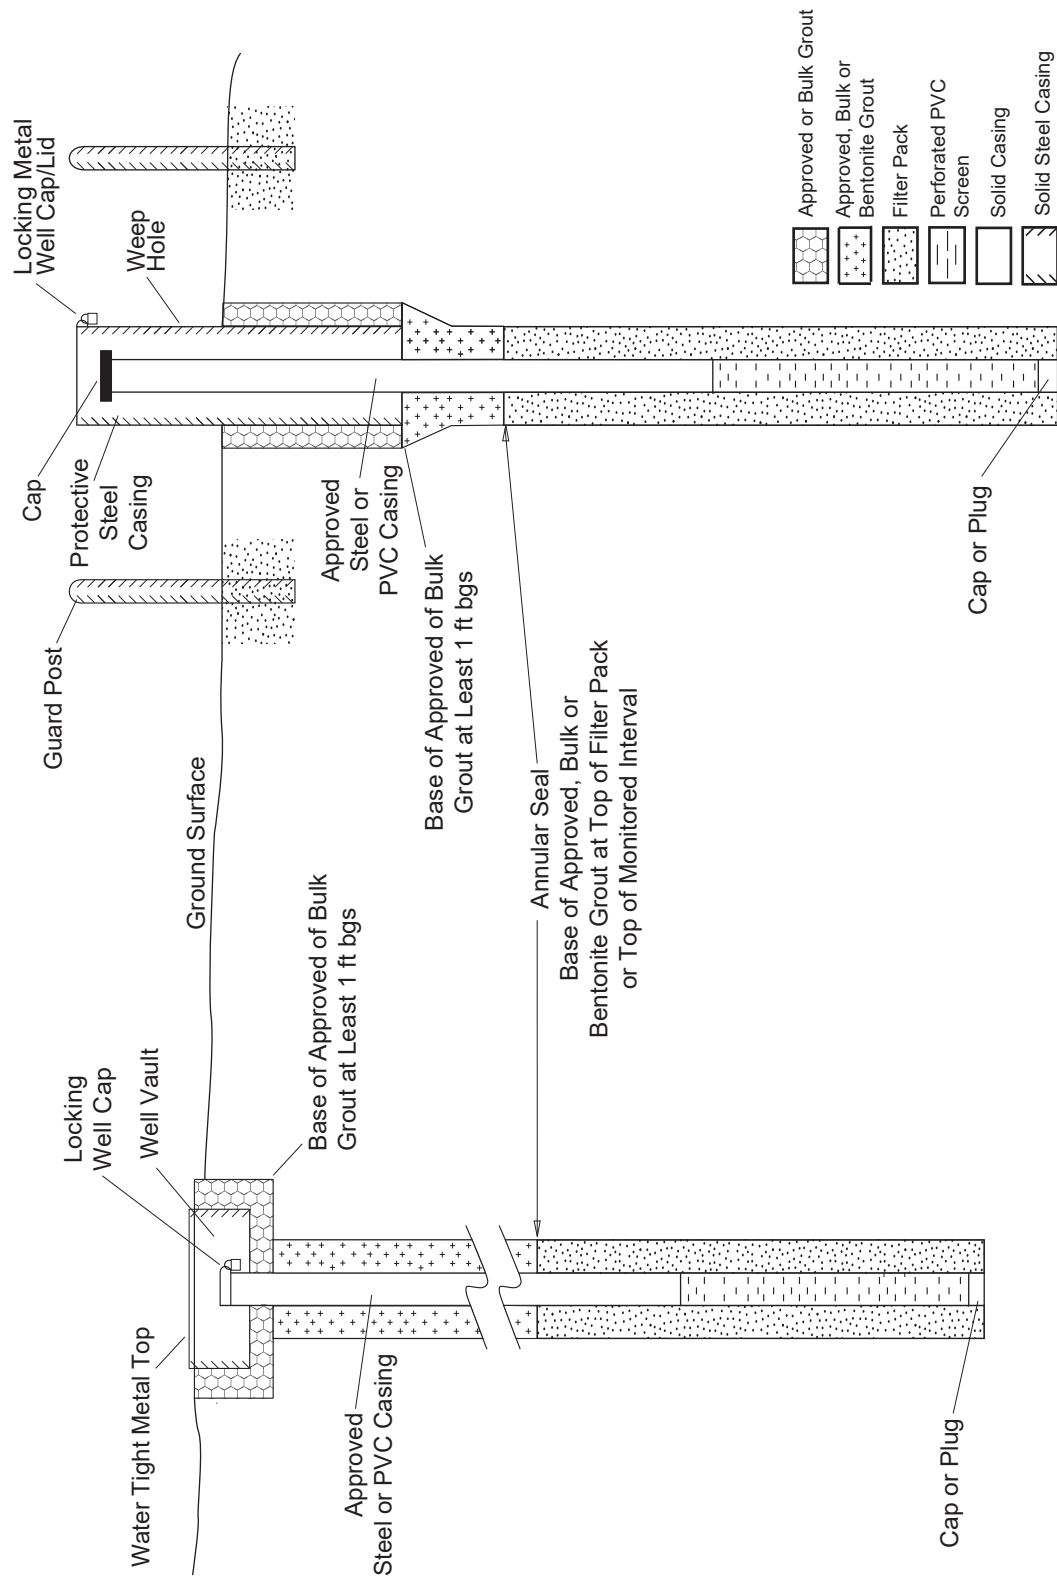 Water Tight Metal Top
Locking
Well Cap
Well Vault
Approved
Steel or PVC Casing
Base of Approved of Bulk
Grout at Least 1 ft bgs
Cap or Plug
Ground Surface
Guard Post
Cap
Protective
Steel
Casing
Locking Metal
Well Cap/Lid
Weep
Hole
Approved
Steel or
PVC Casing
Base of Approved of Bulk
Grout at Least 1 ft bgs
Annular Seal
Base of Approved, Bulk or
Bentonite Grout at Top of Filter Pack
or Top of Monitored Interval
Cap or Plug
Approved or Bulk Grout
Approved, Bulk or
Bentonite Grout
Filter Pack
Perforated PVC
Screen
Solid Casing
Solid Steel Casing